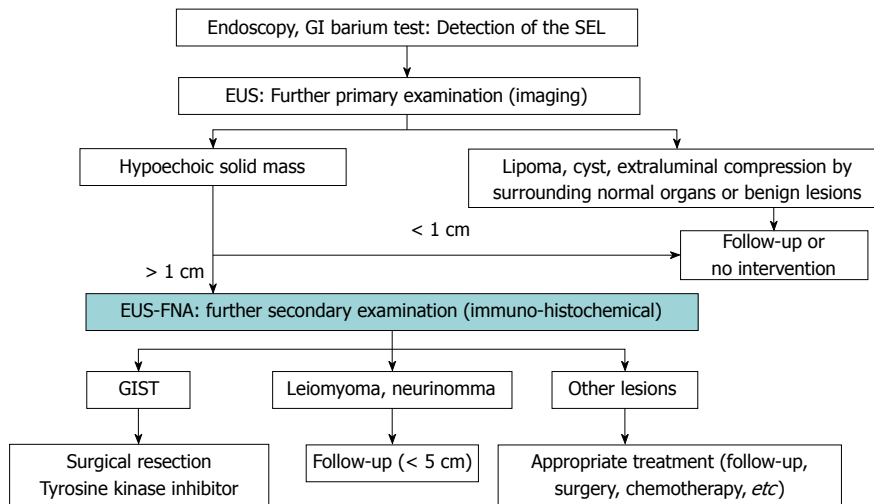 Endoscopy, GI barium test: Detection of the SEL
EUS: Further primary examination (imaging)
Hypoechoic solid mass
Lipoma, cyst, extraluminal compression by
surrounding normal organs or benign lesions
< 1 cm
Follow-up or
no intervention
> 1 cm
EUS-FNA: further secondary examination (immuno-histochemical)
GIST
Leiomyoma, neurinomma
Other lesions
Surgical resection
Tyrosine kinase inhibitor
Follow-up (< 5 cm)
Appropriate treatment (follow-up,
surgery, chemotherapy, etc)